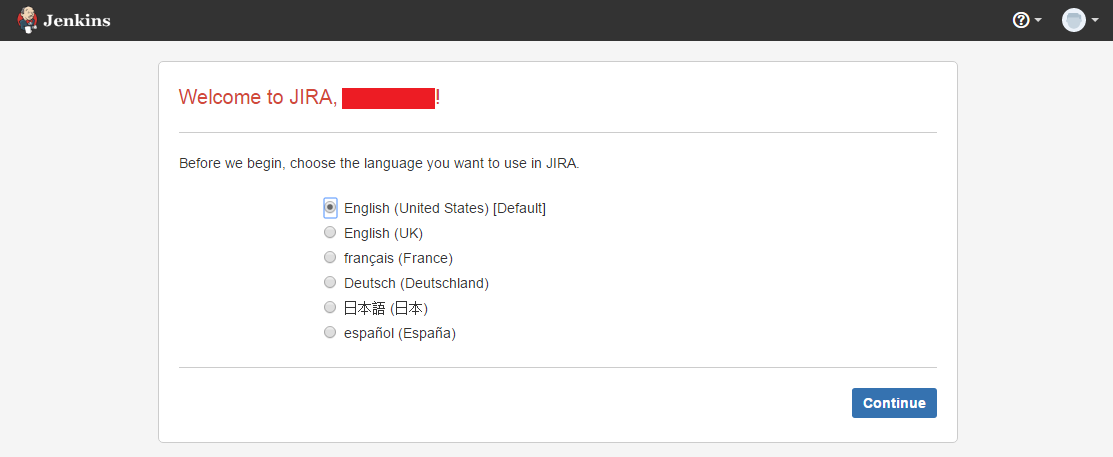 Jenkins
Welcome to JIRA, !
Before we begin, choose the language you want to use in JIRA.
English (United States) [Default]
English (UK)
français (France)
Deutsch (Deutschland)
日本語 (日本)
español (España)
Continue